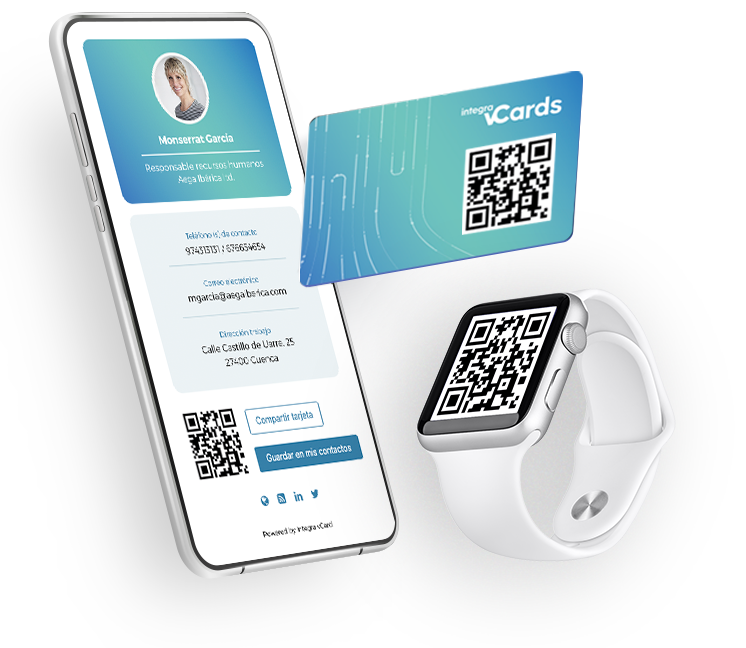 Monserrat García
Responsable recursos humanos
Aega Ibérica Ltd.
Teléfono(s) de contacto
974313131 / 676654654
Correo electrónico
mgarcia@aegaiberica.com
Dirección trabajo
Calle Castillo de Uarre, 25
27400 Cuenca
Compartir tarjeta
Guardar en mis contactos
in
Powered by Integra vCard
integra
vCards